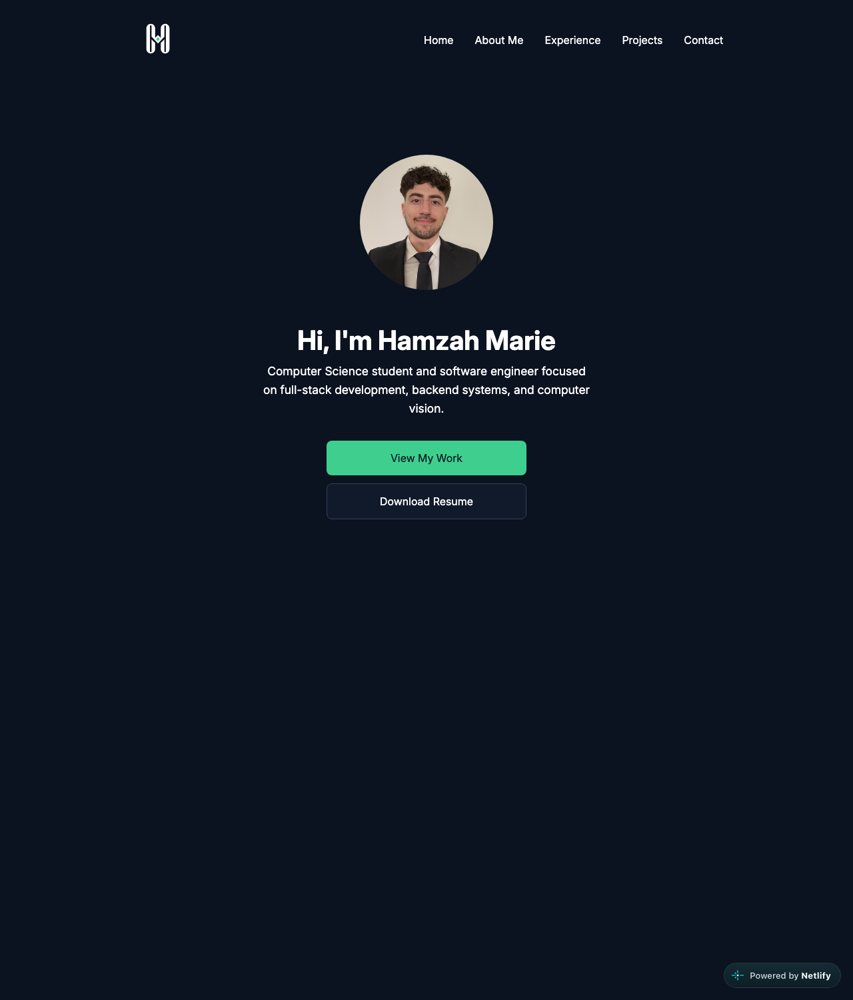 Home About Me Experience Projects Contact
Hi, I'm Hamzah Marie
Computer Science student and software engineer focused
on full-stack development, backend systems, and computer
vision.
View My Work
Download Resume
Powered by Netlify